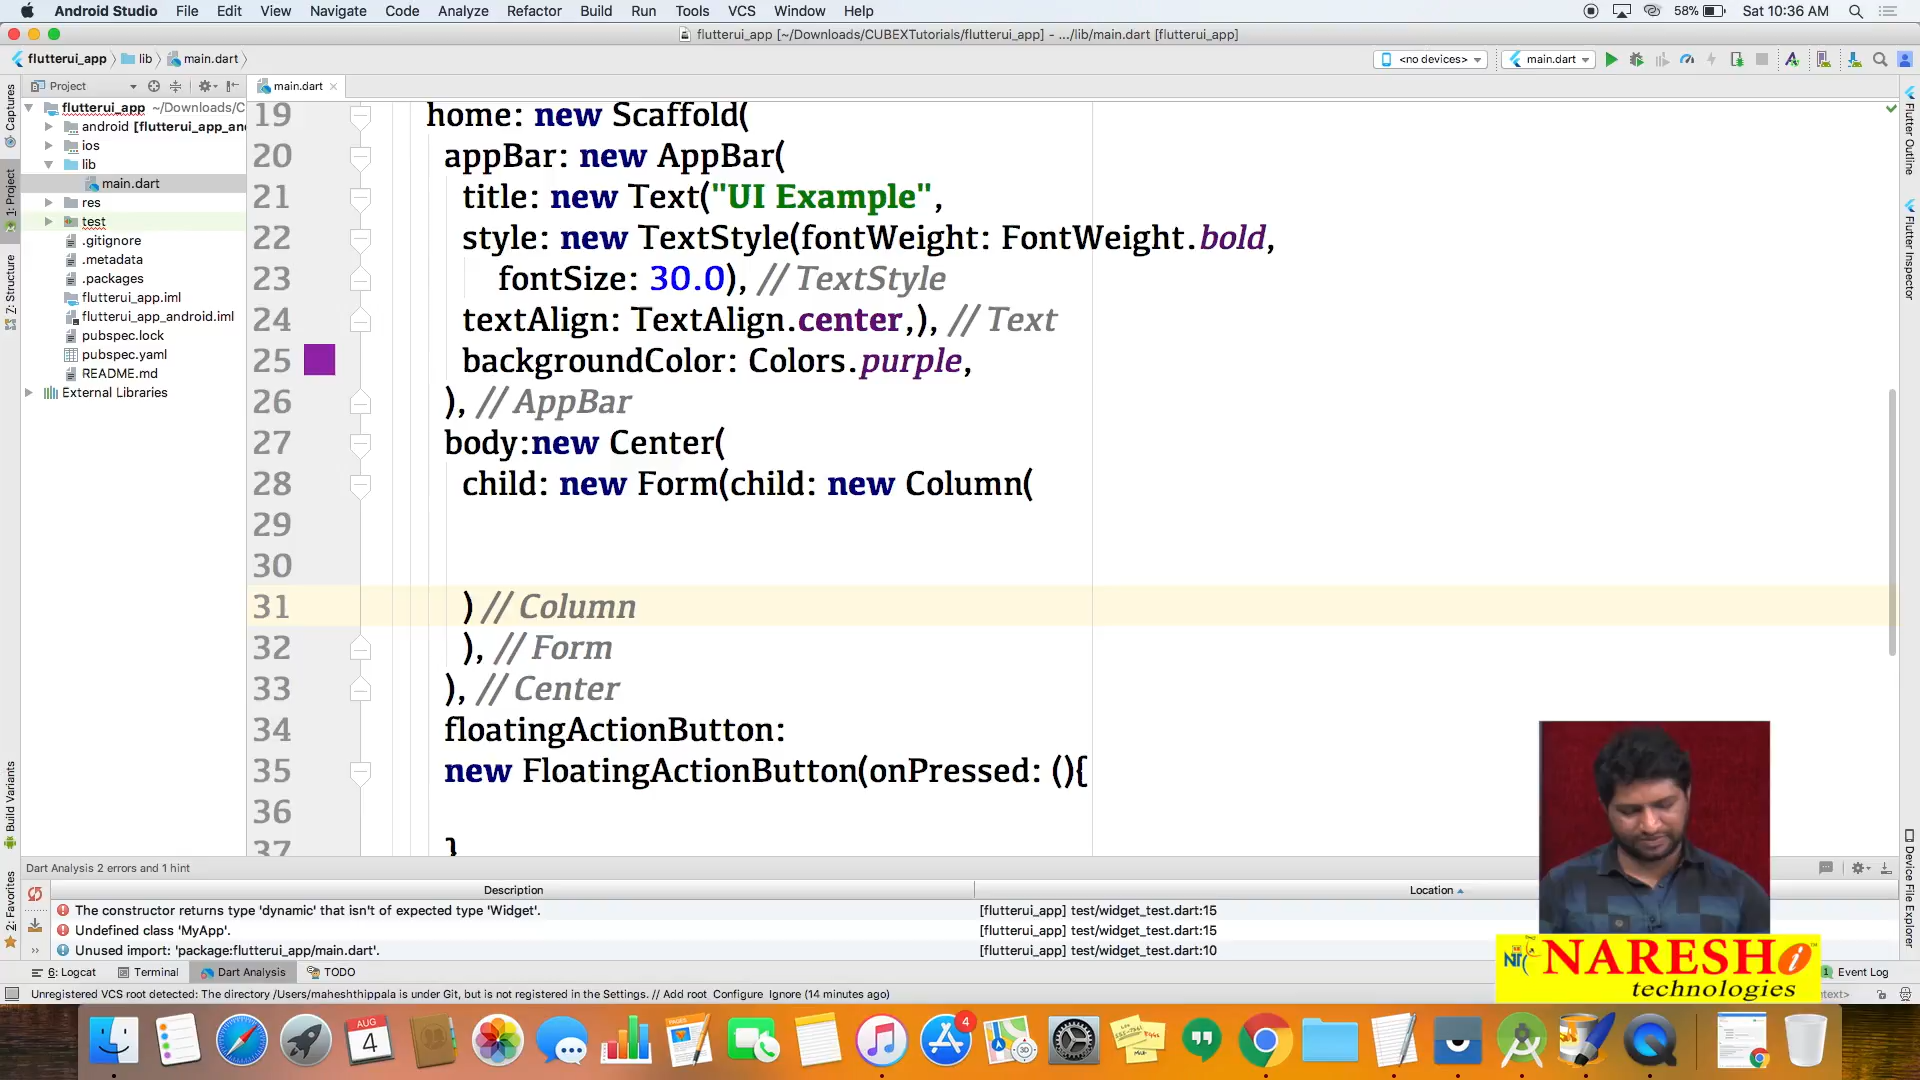 Android Studio File Edit View Navigate Code Analyze Refactor Build Run Tools VCS Window Help
58% Sat 10:36 AM
flutterui_app [~/Downloads/CUBEXTutorials/flutterui_app] - .../lib/main.dart [flutterui_app]
flutterui_app lib main.dart
<no devices> main.dart
Project
main.dart
flutterui_app ~/Downloads/C
android [flutterui_app_an
ios
lib
main.dart
res
test
.gitignore
.metadata
.packages
flutterui_app.iml
flutterui_app_android.iml
pubspec.lock
pubspec.yaml
README.md
External Libraries
Captures
1: Project
7: Structure
Build Variants
2: Favorites
19 home: new Scaffold(
20 appBar: new AppBar(
21 title: new Text("UI Example",
22 style: new TextStyle(fontWeight: FontWeight.bold,
23 fontSize: 30.0), // TextStyle
24 textAlign: TextAlign.center,), // Text
25 backgroundColor: Colors.purple,
26 ), // AppBar
27 body:new Center(
28 child: new Form(child: new Column(
29
30
31 ) // Column
32 ), // Form
33 ), // Center
34 floatingActionButton:
35 new FloatingActionButton(onPressed: (){
36
37 }
Flutter Outline
Flutter Inspector
Device File Explorer
Dart Analysis 2 errors and 1 hint
Description Location
The constructor returns type 'dynamic' that isn't of expected type 'Widget'. [flutterui_app] test/widget_test.dart:15
Undefined class 'MyApp'. [flutterui_app] test/widget_test.dart:15
Unused import: 'package:flutterui_app/main.dart'. [flutterui_app] test/widget_test.dart:10
6: Logcat Terminal Dart Analysis TODO
1 Event Log
Unregistered VCS root detected: The directory /Users/maheshthippala is under Git, but is not registered in the Settings. // Add root Configure Ignore (14 minutes ago)
text>
NT
NARESH i
technologies
AUG
4
4
3D